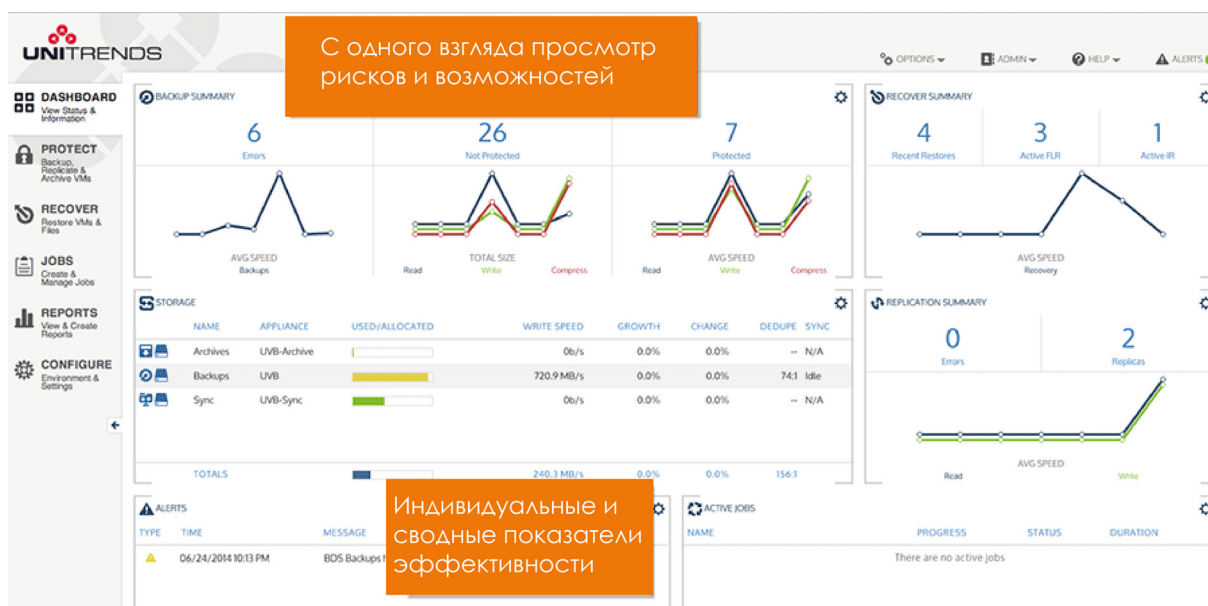 UNITRENDS
С одного взгляда просмотр
рисков и возможностей
OPTIONS
ADMIN
HELP
ALERTS
DASHBOARD
View Status &
Information
PROTECT
Backup,
Replicate &
Archive VMs
RECOVER
Restore VMs &
Files
JOBS
Create &
Manage Jobs
REPORTS
View & Create
Reports
CONFIGURE
Environment &
Settings
BACKUP SUMMARY
6
Errors
26
Not Protected
7
Protected
AVG SPEED
Backups
TOTAL SIZE
Read Write Compress
AVG SPEED
Read Write Compress
RECOVER SUMMARY
4
Recent Restores
3
Active FLR
1
Active IR
AVG SPEED
Recovery
STORAGE
NAME APPLIANCE USED/ALLOCATED WRITE SPEED GROWTH CHANGE DEDUPE SYNC
Archives UVB-Archive 0b/s 0.0% 0.0% -- N/A
Backups UVB 720.9 MB/s 0.0% 0.0% 74:1 Idle
Sync UVB-Sync 0b/s 0.0% 0.0% -- N/A
TOTALS 240.3 MB/s 0.0% 0.0% 156:1
REPLICATION SUMMARY
0
Errors
2
Replicas
AVG SPEED
Read Write
Индивидуальные и
сводные показатели
эффективности
ALERTS
TYPE TIME MESSAGE
06/24/2014 10:13 PM BDS Backups
ACTIVE JOBS
NAME PROGRESS STATUS DURATION
There are no active jobs